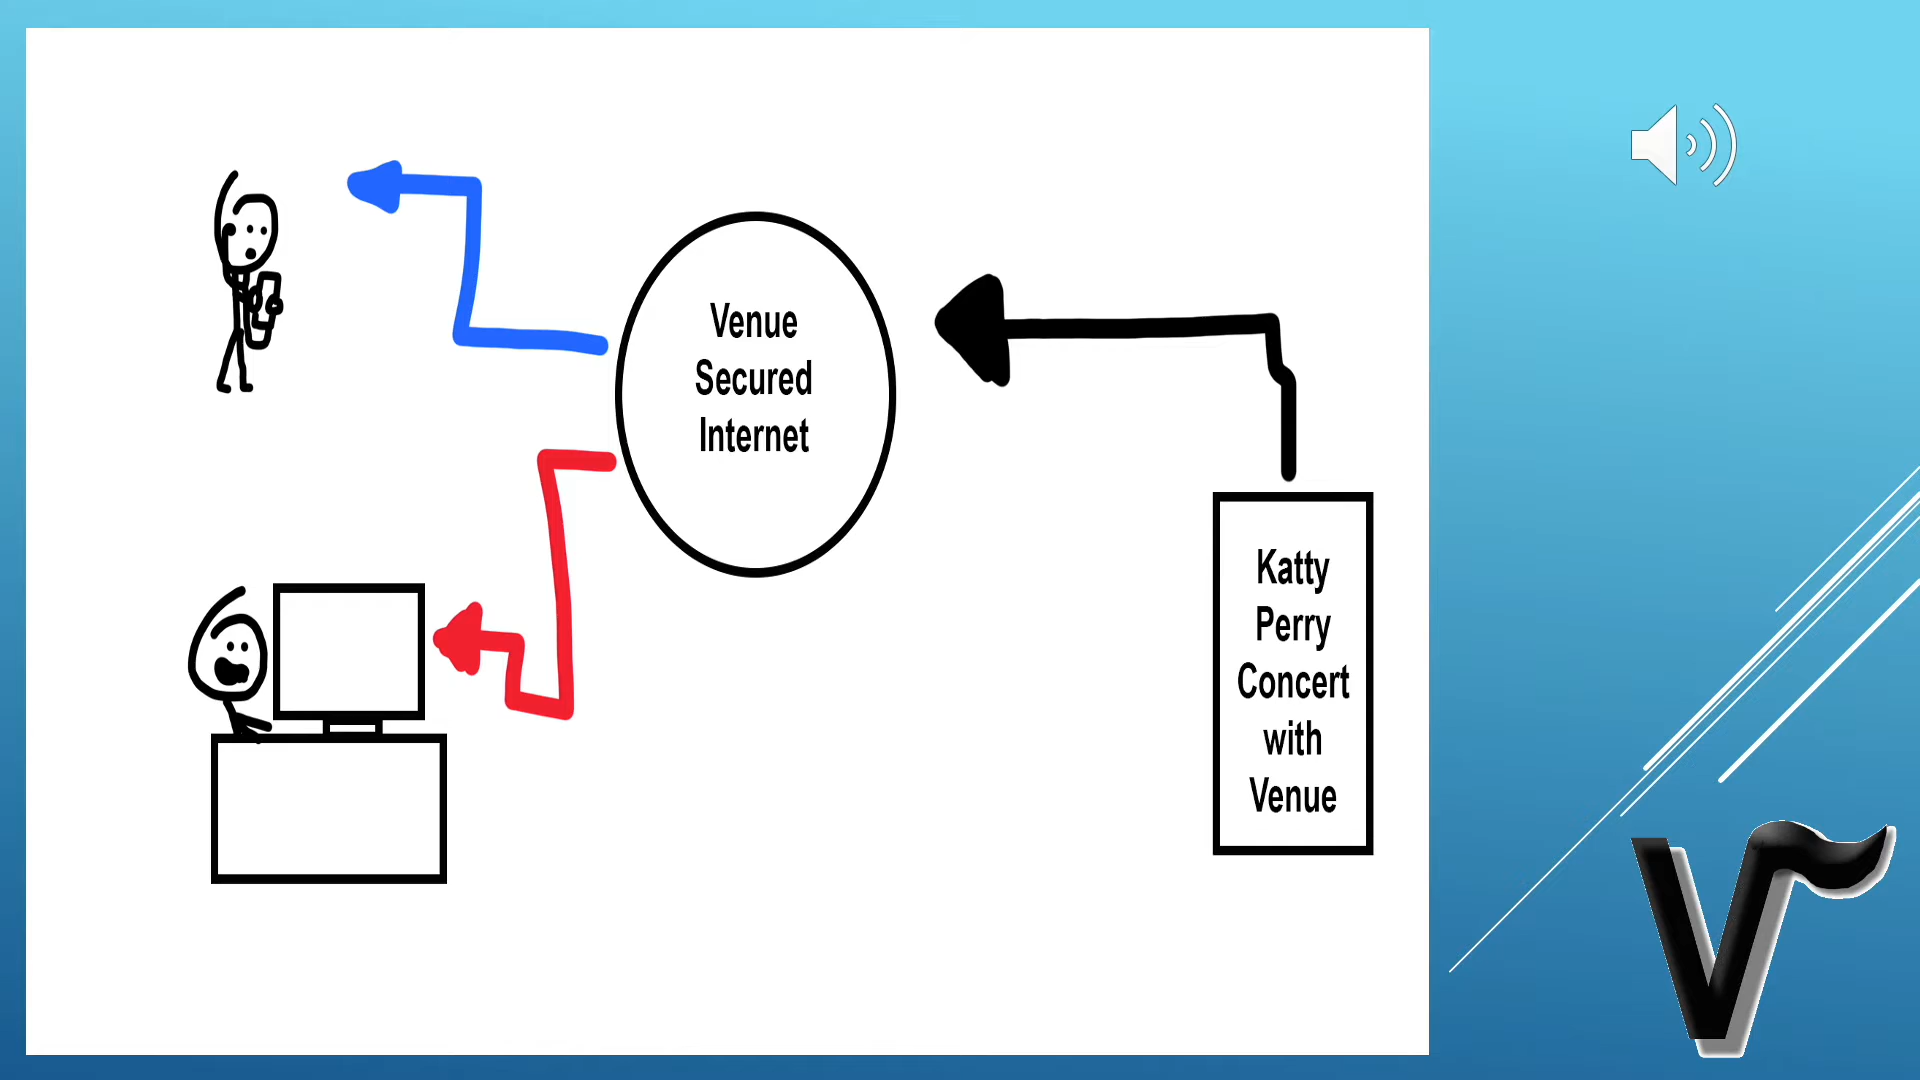 Venue
Secured
Internet
Katty
Perry
Concert
with
Venue
V